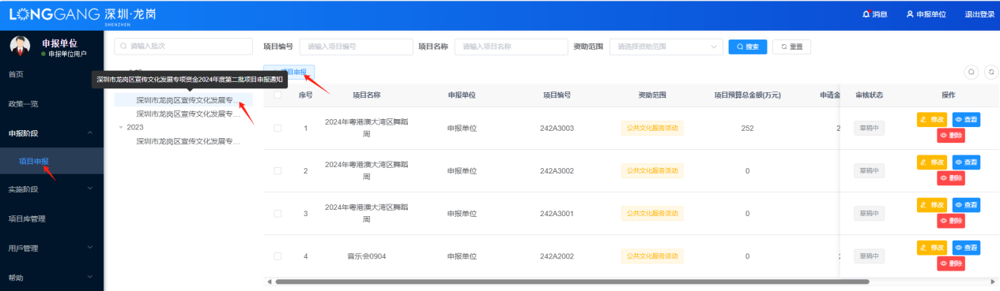 LONGGANG 深圳·龙岗
SHENZHEN
消息
申报单位
退出登录
申报单位
申报单位用户
首页
政策一览
申报阶段
项目申报
实施阶段
项目库管理
用户管理
帮助
请输入批次
深圳市龙岗区宣传文化发展专项资金2024年度第二批项目申报通知
深圳市龙岗区宣传文化发展专...
深圳市龙岗区宣传文化发展专...
2023
深圳市龙岗区宣传文化发展专...
项目编号 请输入项目编号 项目名称 请输入项目名称 资助范围 请选择资助范围 搜索 重置
项目申报
序号 项目名称 申报单位 项目编号 资助范围 项目预算总金额(万元) 申请金 审核状态 操作
1 2024年粤港澳大湾区舞蹈周 申报单位 242A3003 公共文化服务活动 252 2 草稿中 修改 查看 删除
2 2024年粤港澳大湾区舞蹈周 申报单位 242A3002 公共文化服务活动 0 草稿中 修改 查看 删除
3 2024年粤港澳大湾区舞蹈周 申报单位 242A3001 公共文化服务活动 0 草稿中 修改 查看 删除
4 音乐会0904 申报单位 242A2002 公共文化服务活动 0 草稿中 修改 查看 删除